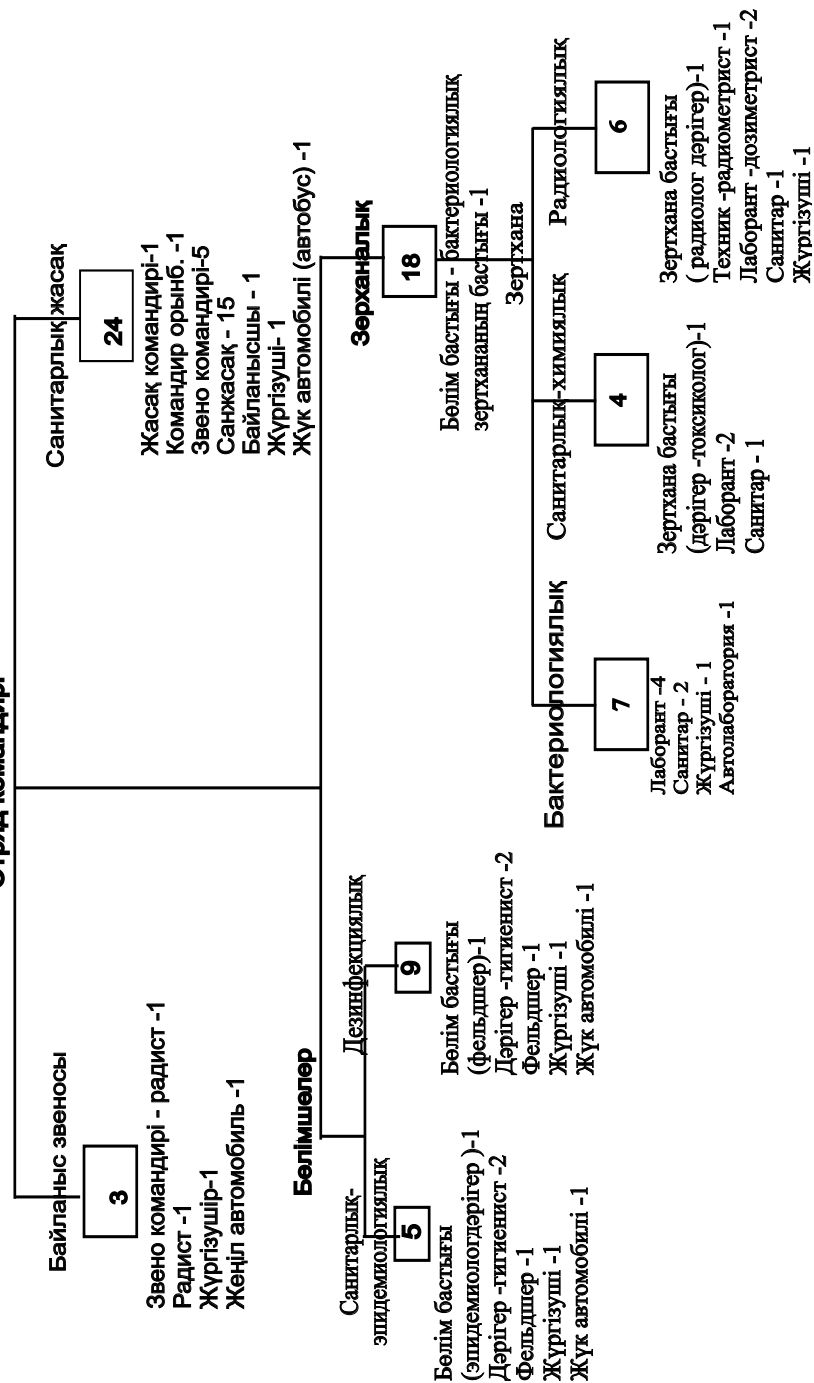 Отряд командирі
Байланыс звеносы
3
Звено командирі - радист -1
Радист -1
Жүргізушір-1
Жеңіл автомобиль -1
Санитарлық жасақ
24
Жасақ командирі-1
Командир орынб. -1
Звено командирі-5
Санжасақ - 15
Байланысшы - 1
Жүргізуші- 1
Жүк автомобилі (автобус) -1
Бөлімшелер
Санитарлық-
эпидемиологиялық
5
Бөлім бастығы
(эпидемиологдәрігер )-1
Дәрігер -гигиенист -2
Фельдшер -1
Жүргізуші -1
Жүк автомобилі -1
Дезинфекциялық
9
Бөлім бастығы
(фельдшер)-1
Дәрігер -гигиенист -2
Фельдшер -1
Жүргізуші -1
Жүк автомобилі -1
Зөрханалық
18
Бөлім бастығы - бактериологиялық
зертхананың бастығы -1
Зертхана
Бактериологиялық
7
Лаборант -4
Санитар - 2
Жүргізуші - 1
Автолаборатория -1
Санитарлық-химиялық
4
Зертхана бастығы
(дәрігер -токсиколог)-1
Лаборант -2
Санитар - 1
Радиологиялық
6
Зертхана бастығы
( радиолог дәрігер)-1
Техник -радиометрист -1
Лаборант -дозиметрист -2
Санитар -1
Жүргізуші -1